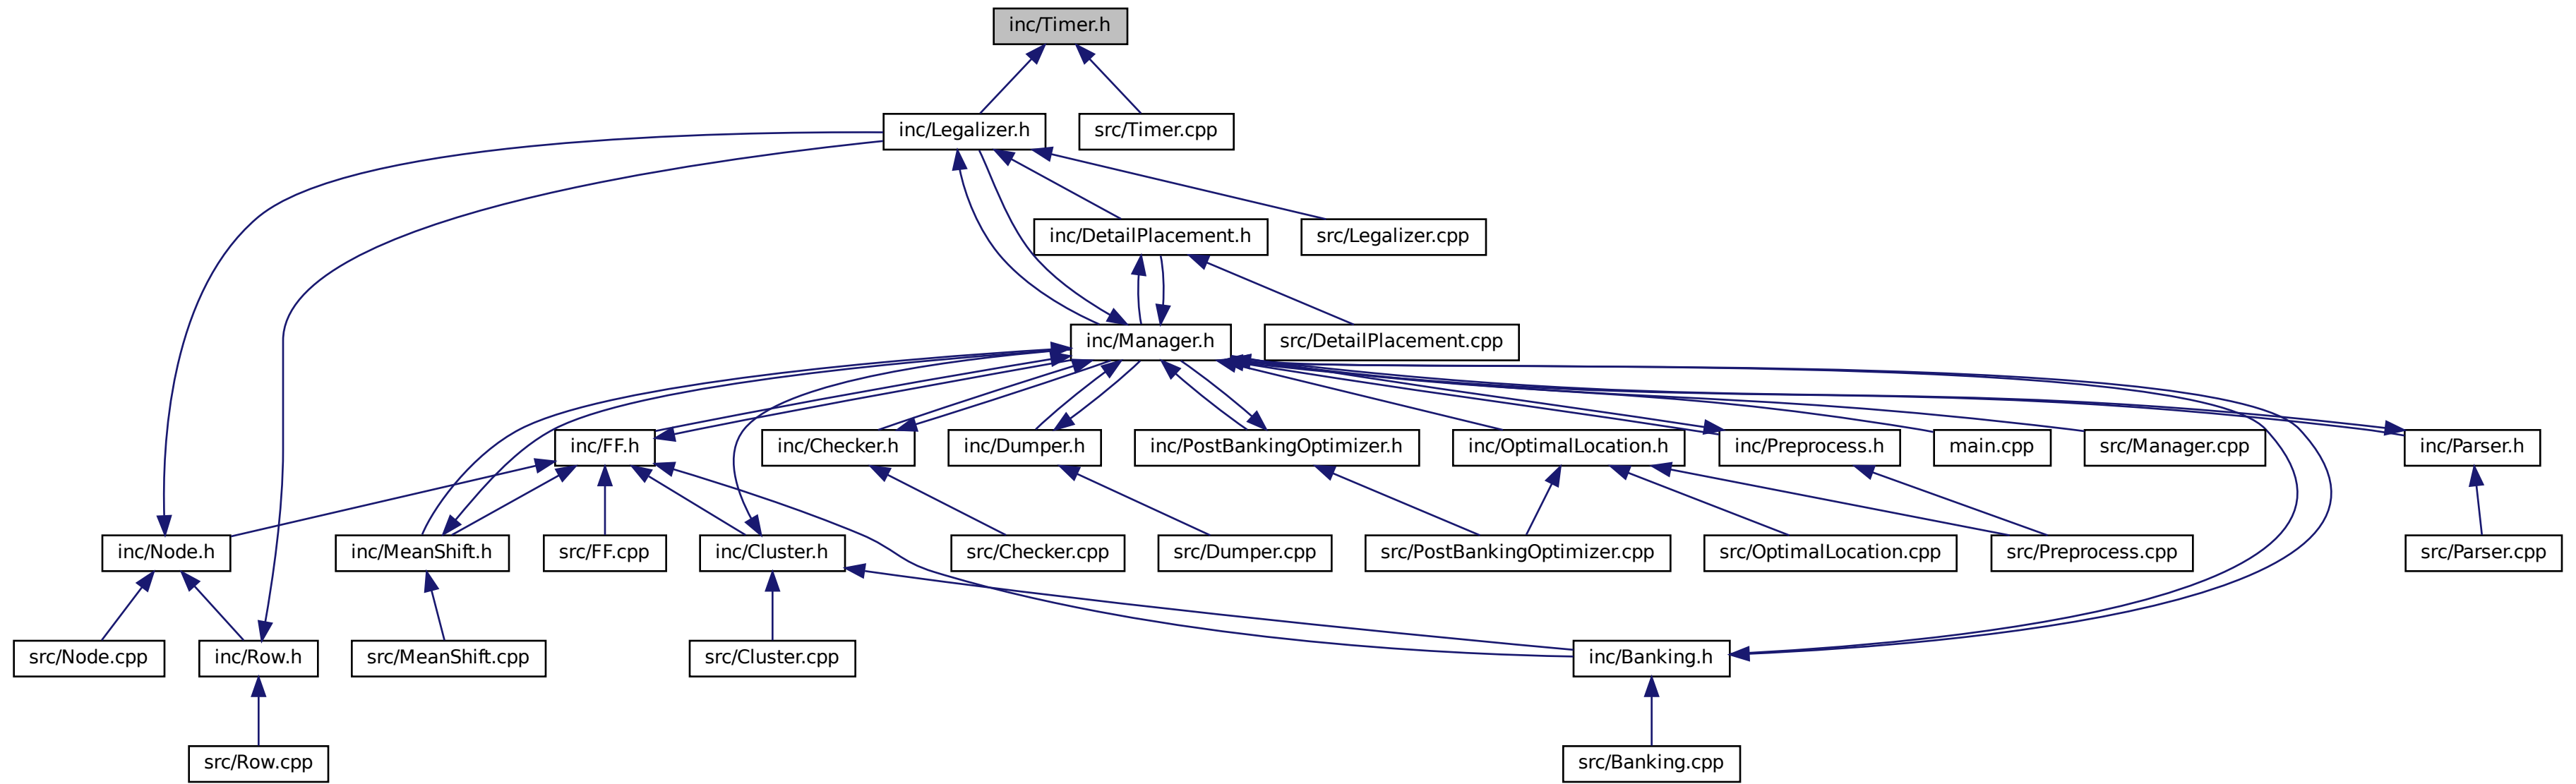 inc/Timer.h
inc/Legalizer.h
src/Timer.cpp
inc/DetailPlacement.h
src/Legalizer.cpp
inc/Manager.h
src/DetailPlacement.cpp
inc/FF.h
inc/Checker.h
inc/Dumper.h
inc/PostBankingOptimizer.h
inc/OptimalLocation.h
inc/Preprocess.h
main.cpp
src/Manager.cpp
inc/Parser.h
inc/Node.h
inc/MeanShift.h
src/FF.cpp
inc/Cluster.h
src/Checker.cpp
src/Dumper.cpp
src/PostBankingOptimizer.cpp
src/OptimalLocation.cpp
src/Preprocess.cpp
src/Parser.cpp
src/Node.cpp
inc/Row.h
src/MeanShift.cpp
src/Cluster.cpp
inc/Banking.h
src/Row.cpp
src/Banking.cpp